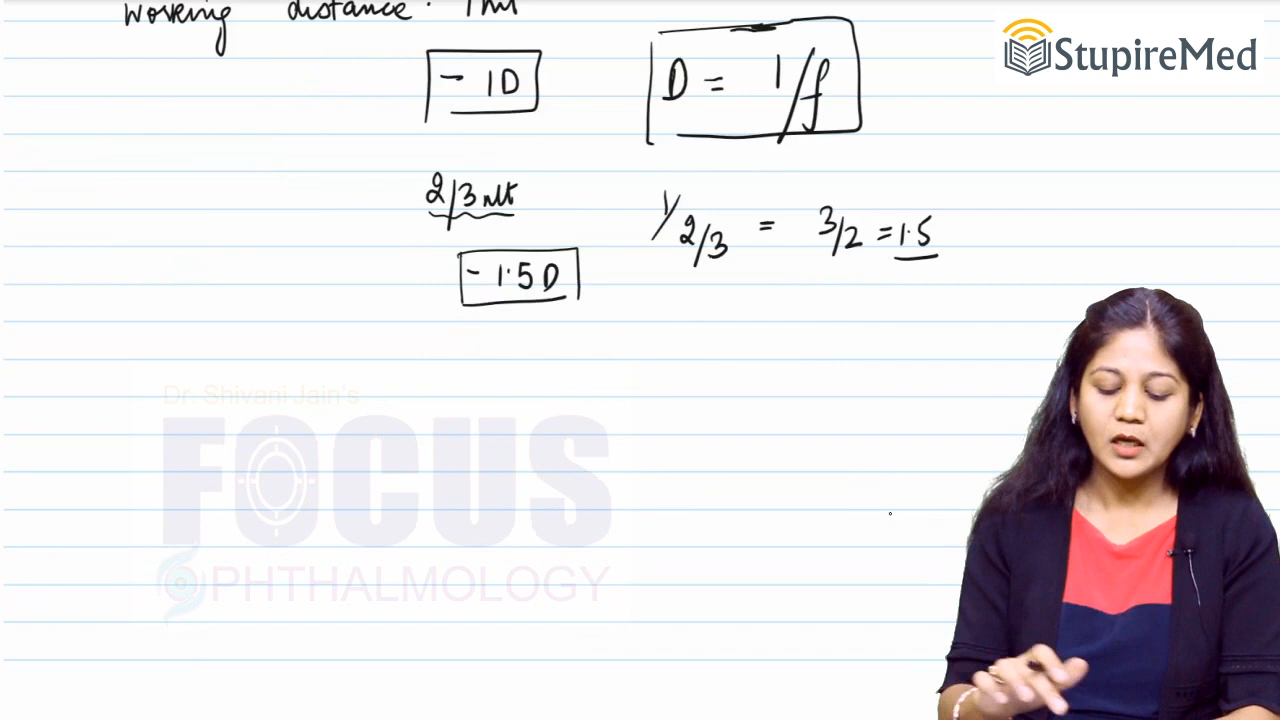 working distance.
StupireMed
- 1D
D = 1/f
2/3 mt
1/2/3 = 3/2 = 1.5
- 1.5 D
Dr. Shivani Jain's
FOCUS
OPHTHALMOLOGY